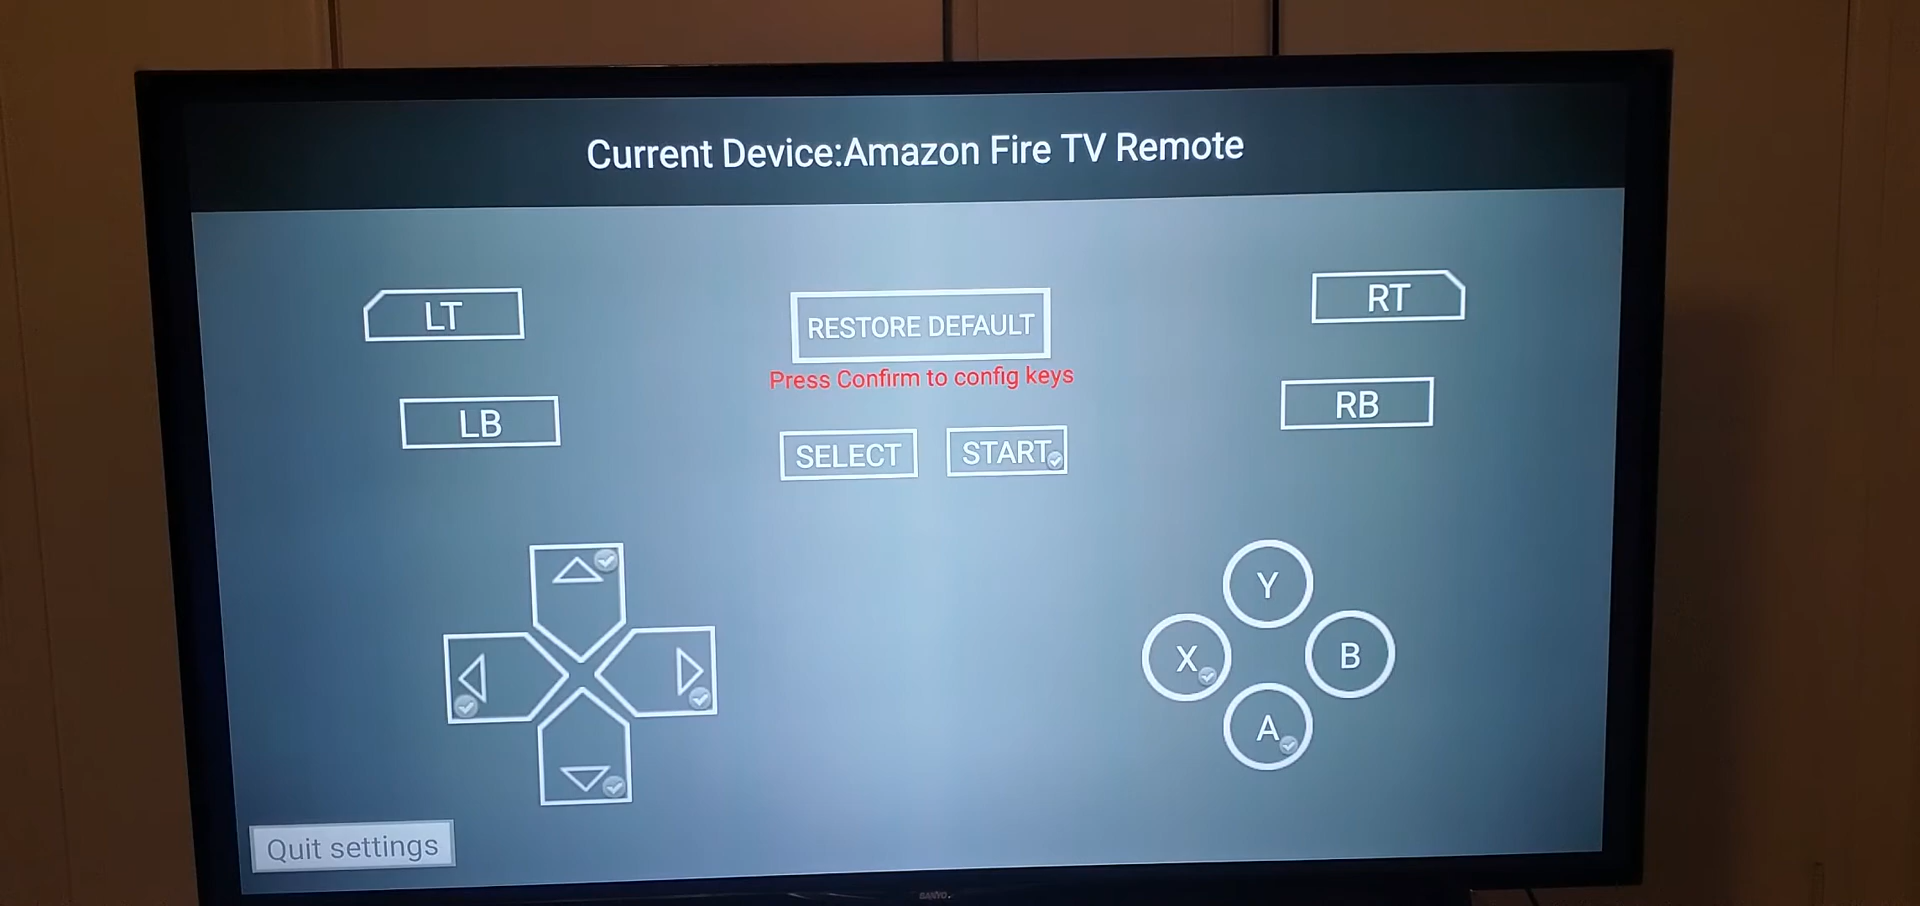 Current Device:Amazon Fire TV Remote
LT
RESTORE DEFAULT
RT
Press Confirm to config keys
LB
RB
SELECT
START
Y
X
B
A
Quit settings
SANYO